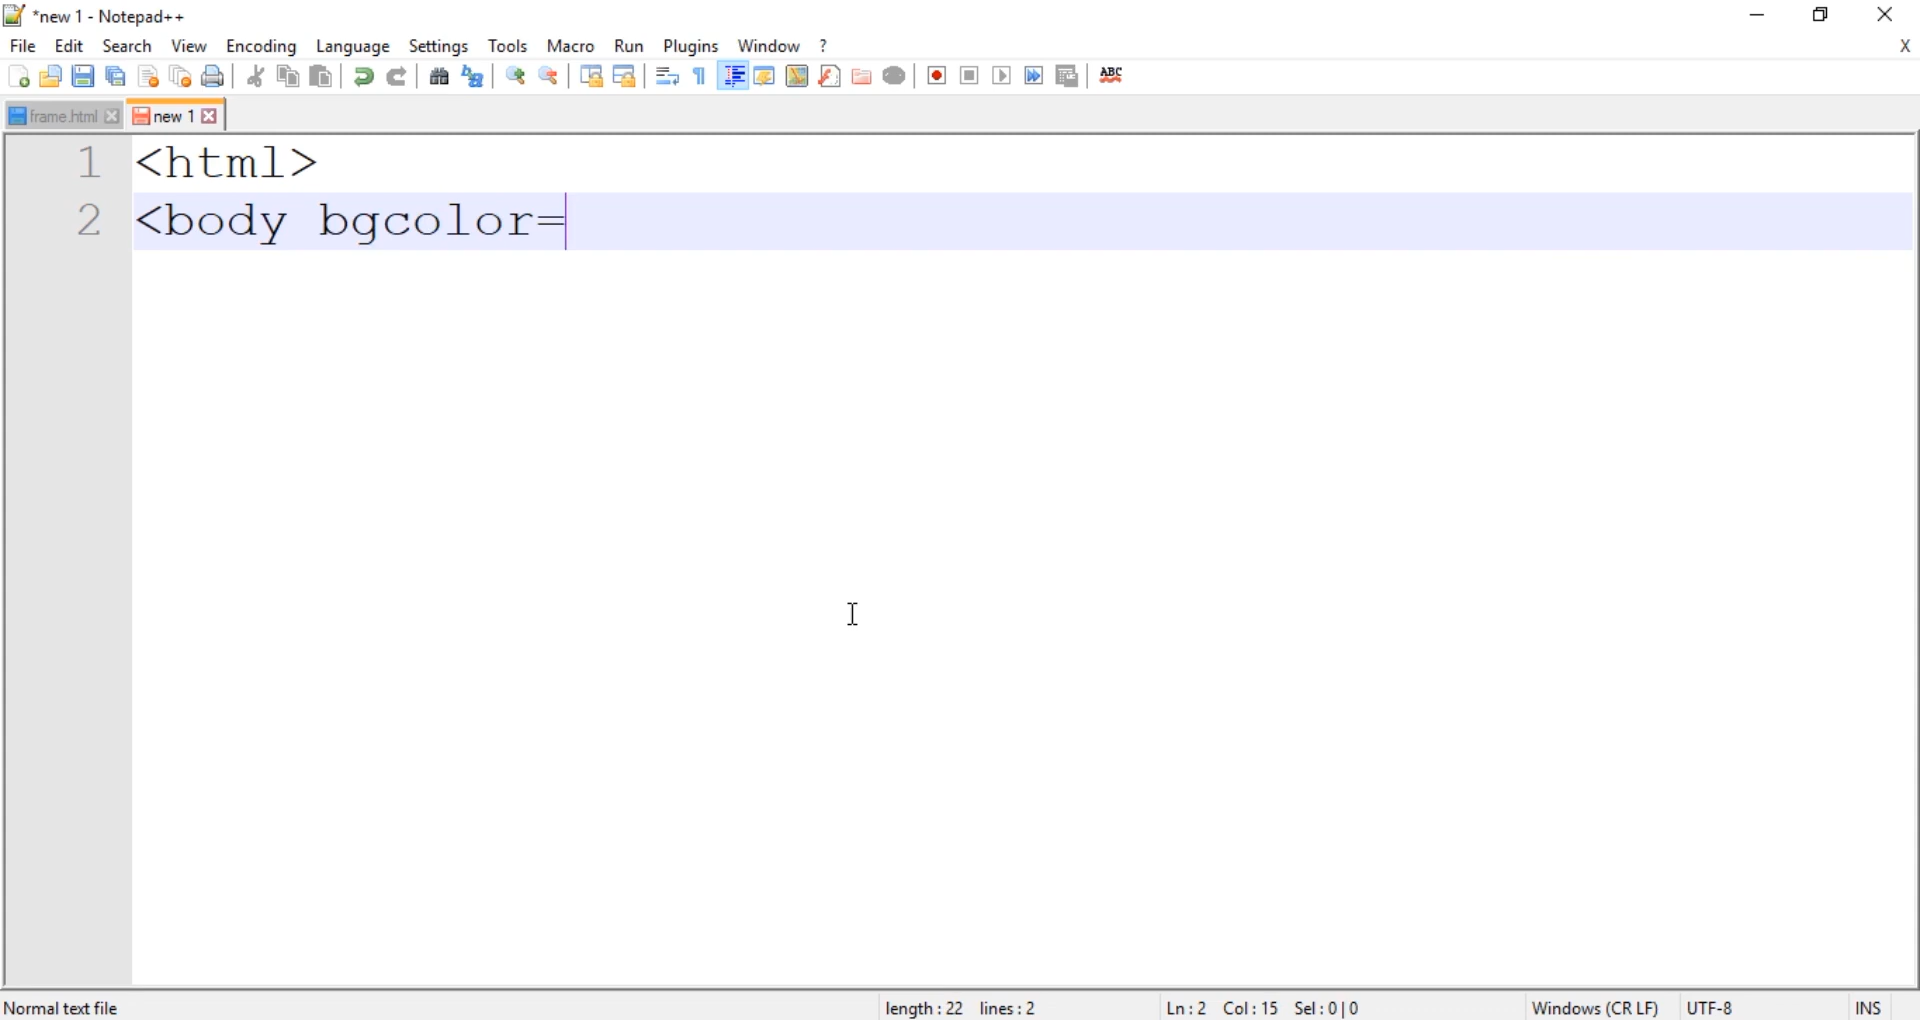 *new 1 - Notepad++
File Edit Search View Encoding Language Settings Tools Macro Run Plugins Window ? X
ABC
frame.html new 1
1 <html>
2 <body bgcolor=
Normal text file length : 22 lines : 2 Ln : 2 Col : 15 Sel : 0 | 0 Windows (CR LF) UTF-8 INS